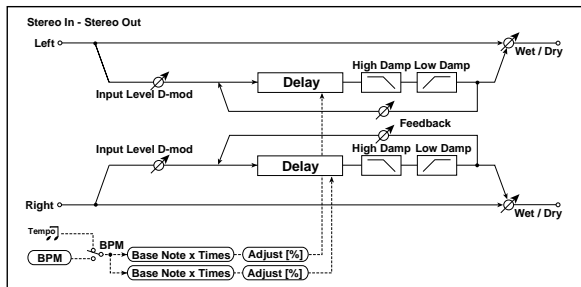 Stereo In - Stereo Out
Left
Wet / Dry
High Damp Low Damp
Delay
Input Level D-mod
Feedback
Input Level D-mod
High Damp Low Damp
Delay
Right
Wet / Dry
Tempo
BPM
BPM
Base Note x Times
Adjust [%]
Base Note x Times
Adjust [%]